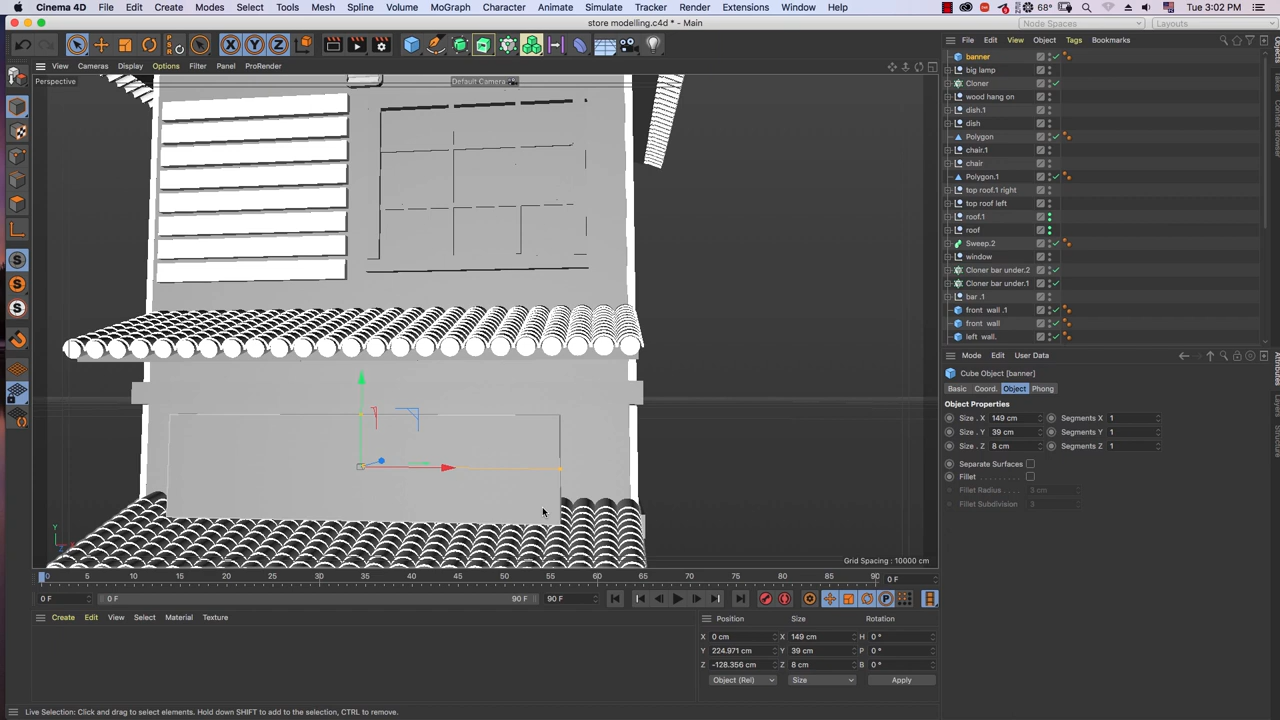 Cinema 4D File Edit Create Modes Select Tools Mesh Spline Volume MoGraph Character Animate Simulate Tracker Render Extensions Window Help 68° Tue 3:02 PM
store modelling.c4d * - Main
Node Spaces Layouts
X Y Z
PSR
View Cameras Display Options Filter Panel ProRender
File Edit View Object Tags Bookmarks
Perspective
Default Camera
banner
big lamp
Cloner
wood hang on
dish.1
dish
Polygon
chair.1
chair
Polygon.1
top roof.1 right
top roof left
roof.1
roof
Sweep.2
window
Cloner bar under.2
Cloner bar under.1
bar .1
front wall .1
front wall
left wall.
Mode Edit User Data
Cube Object [banner]
Basic Coord. Object Phong
Object Properties
Size . X 149 cm Segments X 1
Size . Y 39 cm Segments Y 1
Size . Z 8 cm Segments Z 1
Separate Surfaces
Fillet
Fillet Radius 3 cm
Fillet Subdivision 3
Y
Grid Spacing : 10000 cm
0 5 10 15 20 25 30 35 40 45 50 55 60 65 70 75 80 85 90 0 F
0 F 0 F 90 F 90 F
Create Edit View Select Material Texture
Position Size Rotation
X 0 cm X 149 cm H 0 °
Y 224.971 cm Y 39 cm P 0 °
Z -128.356 cm Z 8 cm B 0 °
Object (Rel) Size Apply
Live Selection: Click and drag to select elements. Hold down SHIFT to add to the selection, CTRL to remove.